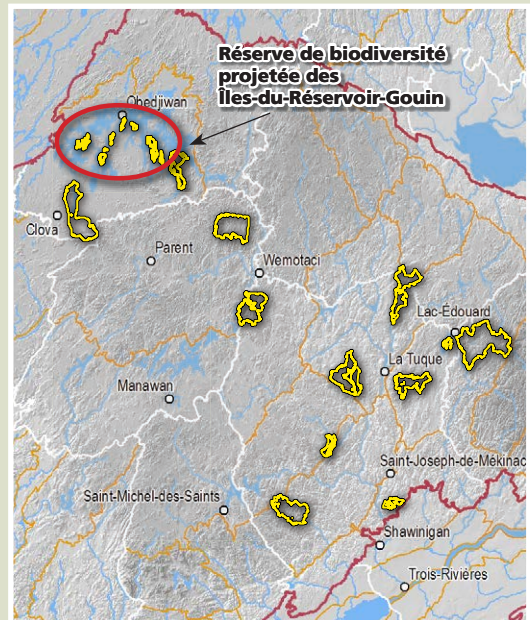 Réserve de biodiversité
projetée des
Îles-du-Réservoir-Gouin
Obedjiwan
Clova
Parent
Wemotaci
Lac-Édouard
La Tuque
Manawan
Saint-Joseph-de-Mékinac
Saint-Michel-des-Saints
Shawinigan
Trois-Rivières